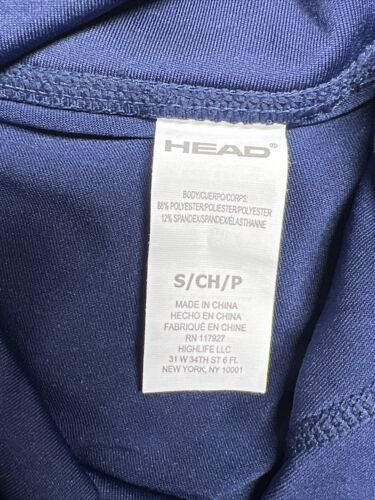 HEAD®
BODY/CUERPO/CORPS:
88% POLYESTER/POLIESTER/POLYESTER
12% SPANDEX/SPANDEX/ÉLASTHANNE
S/CH/P
MADE IN CHINA
HECHO EN CHINA
FABRIQUÉ EN CHINE
RN 117927
HIGHLIFE LLC
31 W 34TH ST 6 FL
NEW YORK, NY 10001